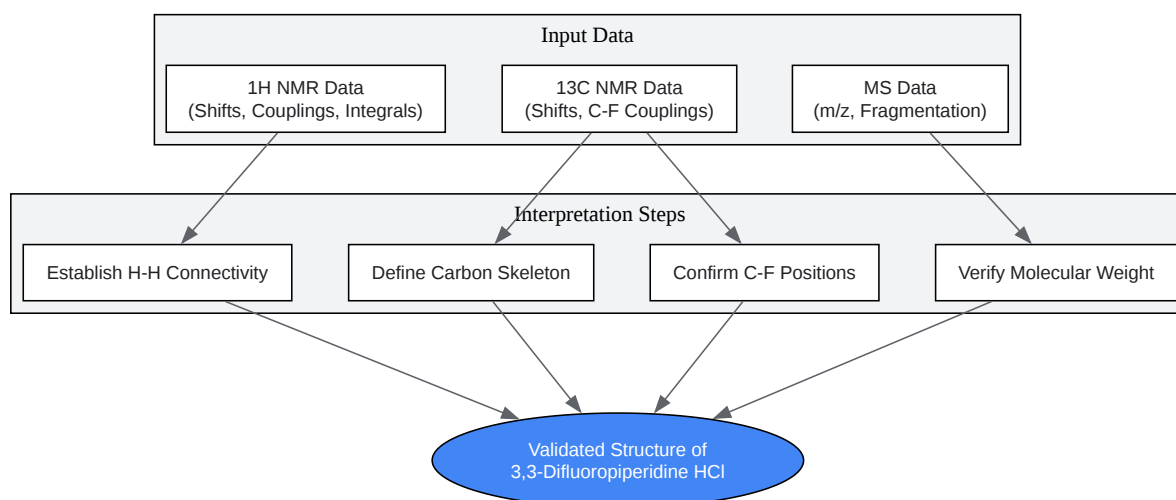 Input Data
1H NMR Data
(Shifts, Couplings, Integrals)
13C NMR Data
(Shifts, C-F Couplings)
MS Data
(m/z, Fragmentation)
Interpretation Steps
Establish H-H Connectivity
Define Carbon Skeleton
Confirm C-F Positions
Verify Molecular Weight
Validated Structure of
3,3-Difluoropiperidine HCl